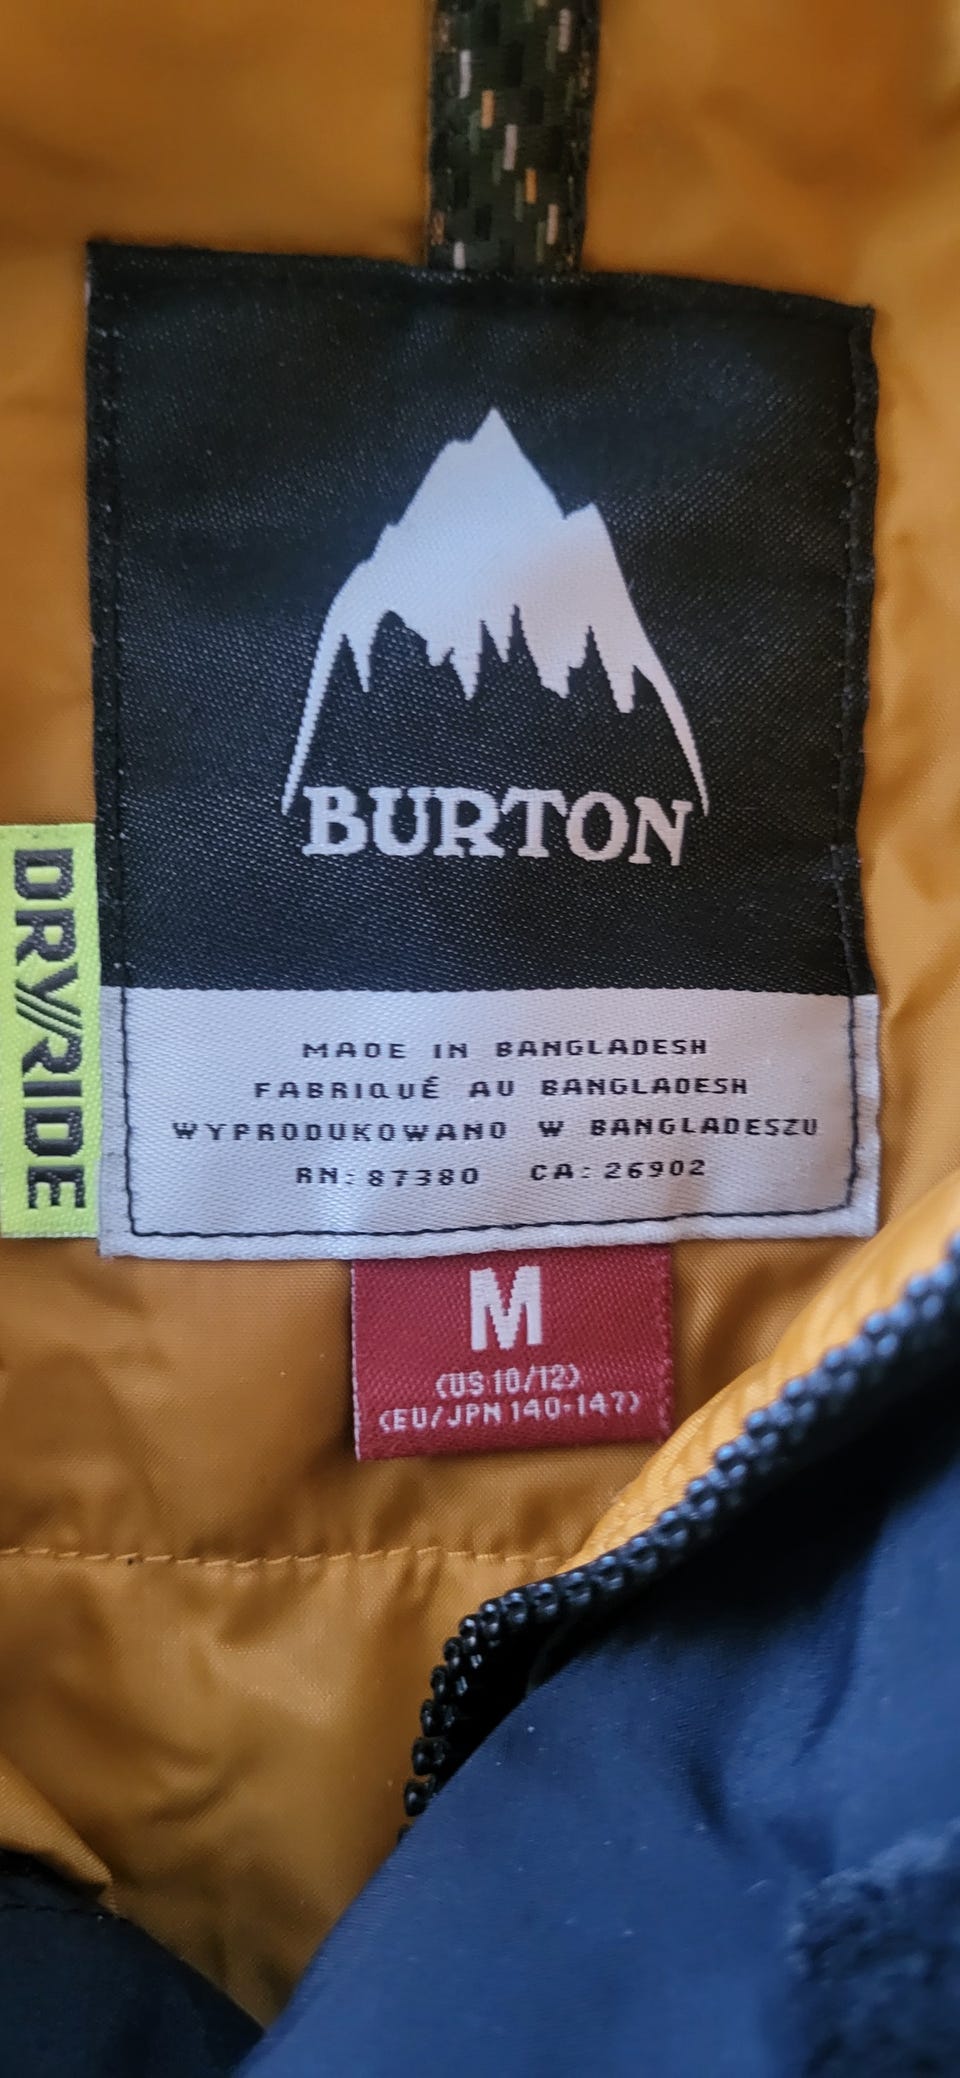 BURTON
DRYRIDE
MADE IN BANGLADESH
FABRIQUÉ AU BANGLADESH
WYPRODUKOWANO W BANGLADESZU
RN: 87380 CA: 26902
M
(US 10/12)
(EU/JPN 140-147)